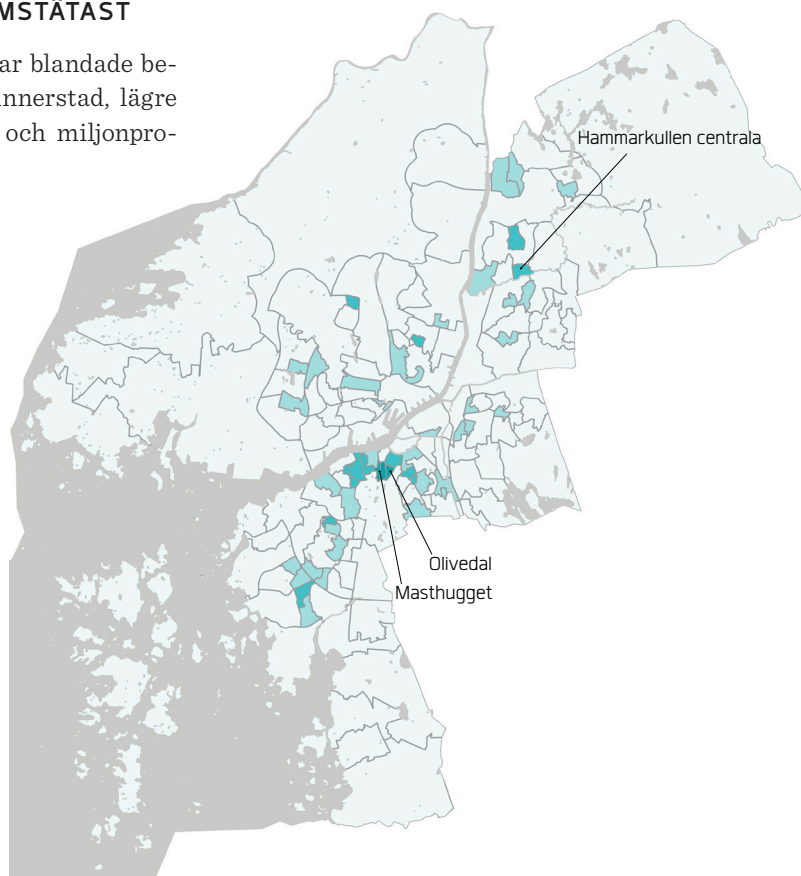 MSTÄTAST
ar blandade be-
innerstad, lägre
och miljonpro-
Hammarkullen centrala
Olivedal
Masthugget